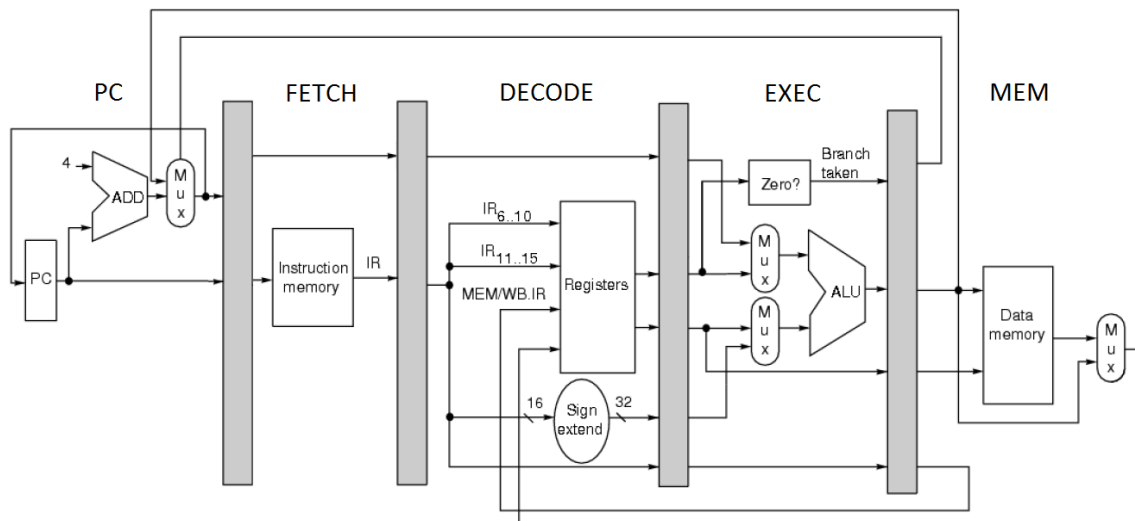 PC
FETCH
DECODE
EXEC
MEM
4
ADD
M
u
x
PC
Instruction
memory
IR
IR6..10
IR11..15
MEM/WB.IR
Registers
16
Sign
extend
32
Zero?
Branch
taken
M
u
x
M
u
x
ALU
Data
memory
M
u
x